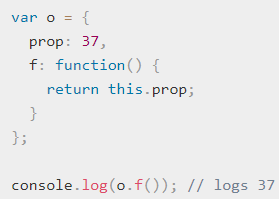 var o = {
  prop: 37,
  f: function() {
    return this.prop;
  }
};

console.log(o.f()); // logs 37